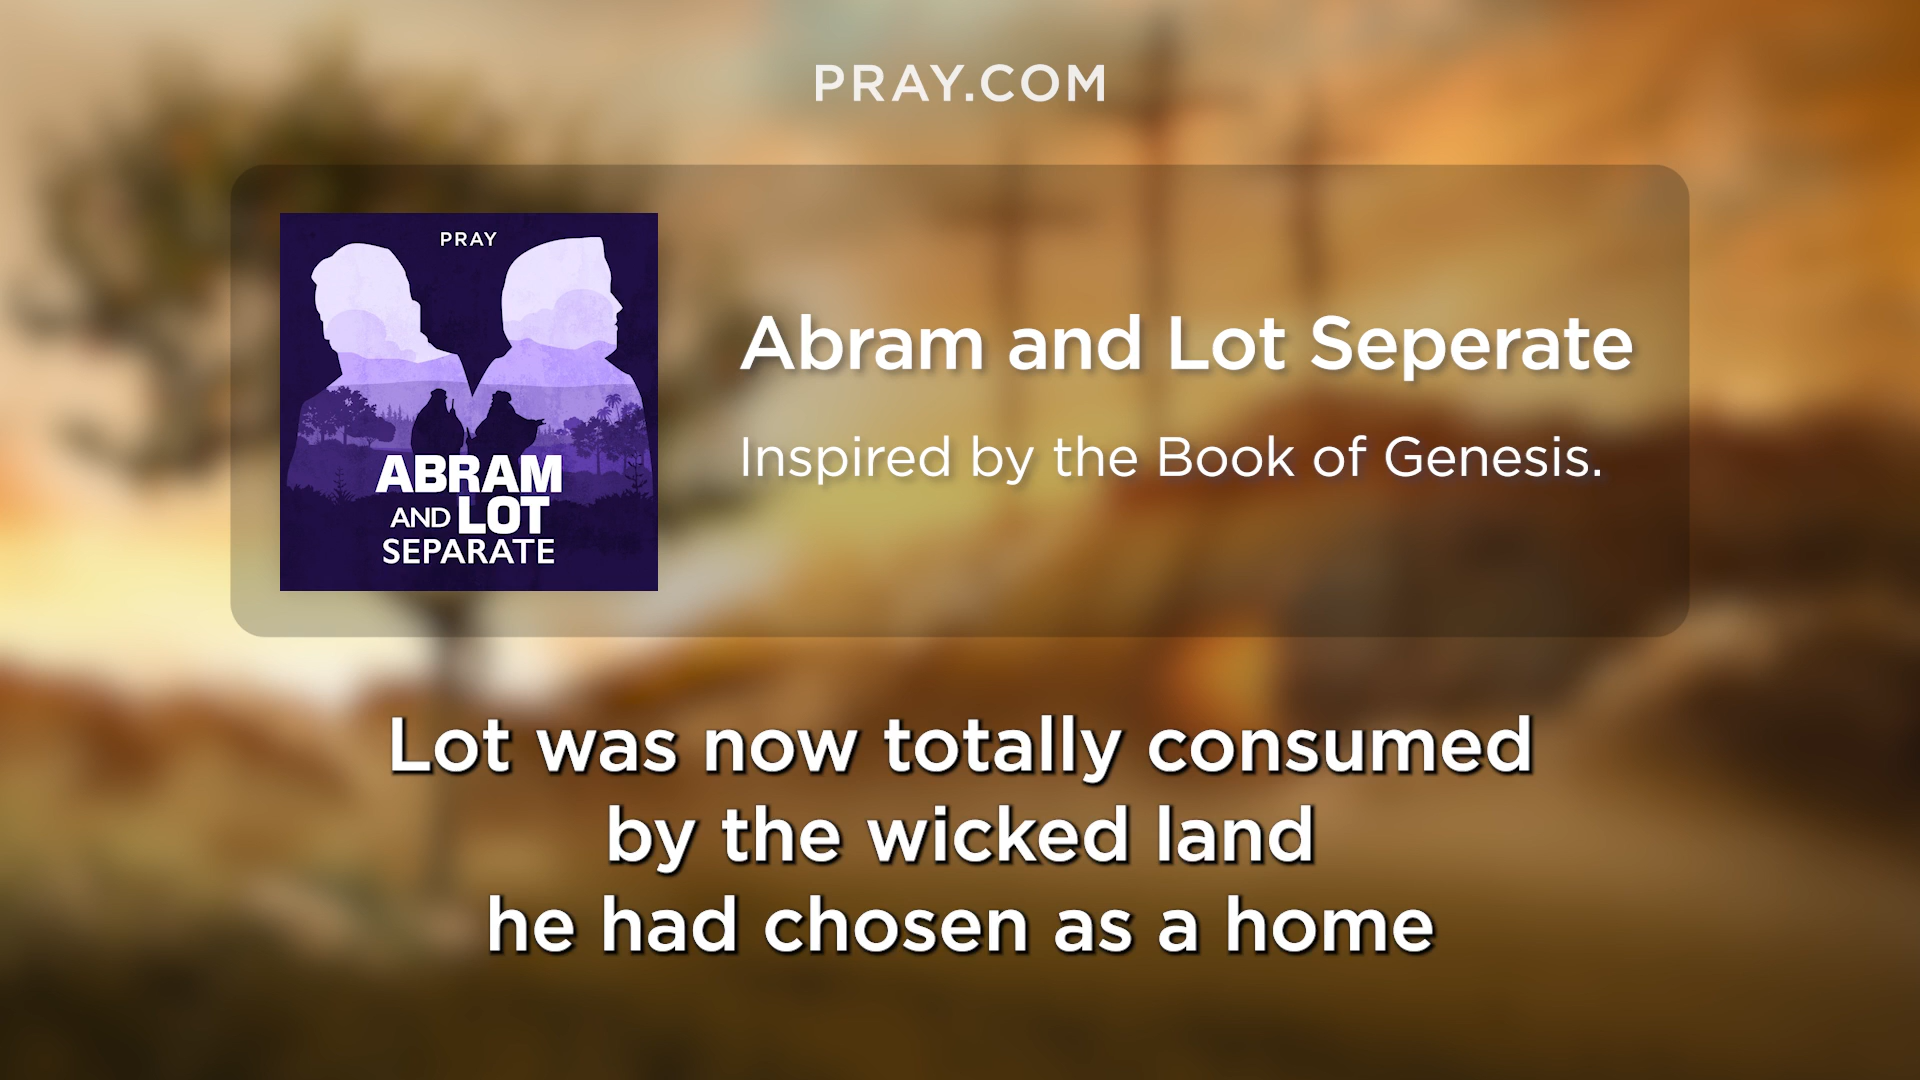 PRAY.COM
PRAY
ABRAM
AND LOT
SEPARATE
Abram and Lot Seperate
Inspired by the Book of Genesis.
Lot was now totally consumed
by the wicked land
he had chosen as a home